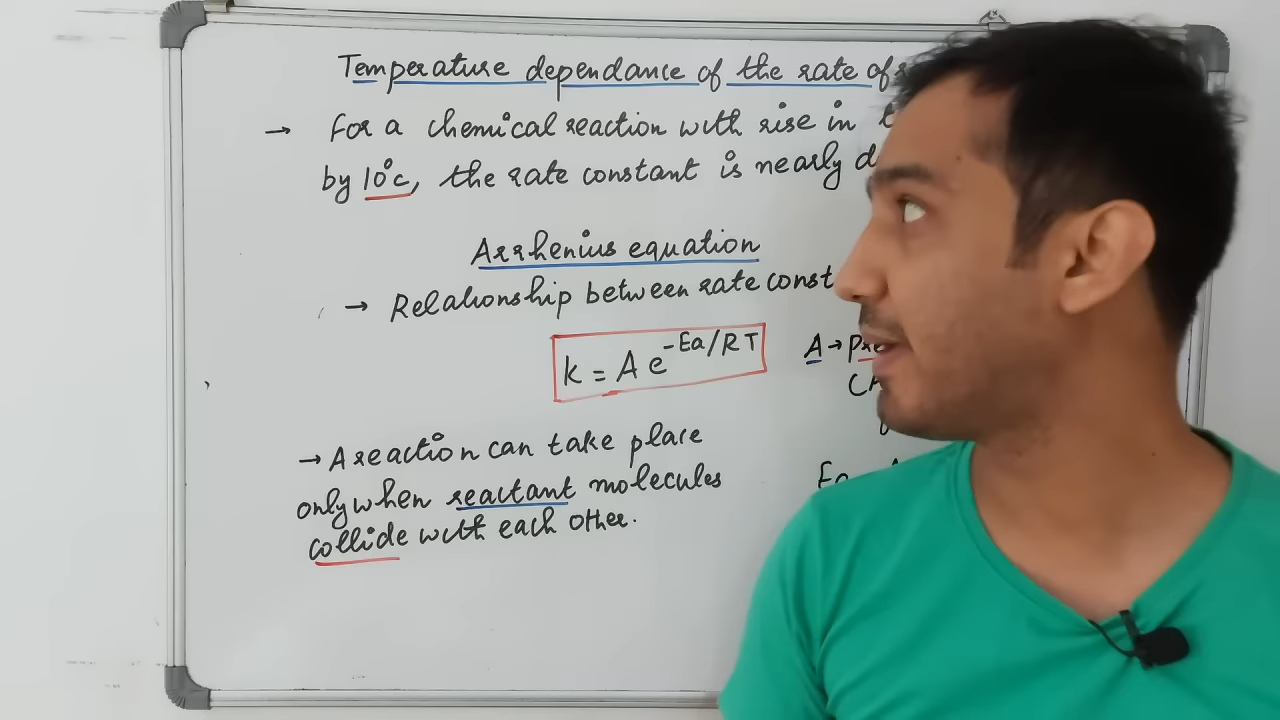 Temperature dependance of the rate of
→ For a chemical reaction with rise in
by 10°c, the rate constant is nearly
Arrhenius equation
→ Relationship between rate const
k = A e^-Ea/RT
A →
→ A reaction can take place
only when reactant molecules
collide with each other.
Ea